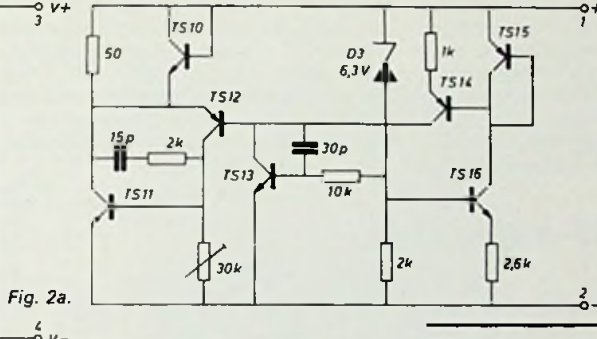 3 V+
1 +
50
TS10
D3
6,3V
1k
TS15
TS14
TS12
15p
2k
30p
TS13
10k
TS16
TS11
30k
2k
2,6k
Fig. 2a.
2 -
4 V-